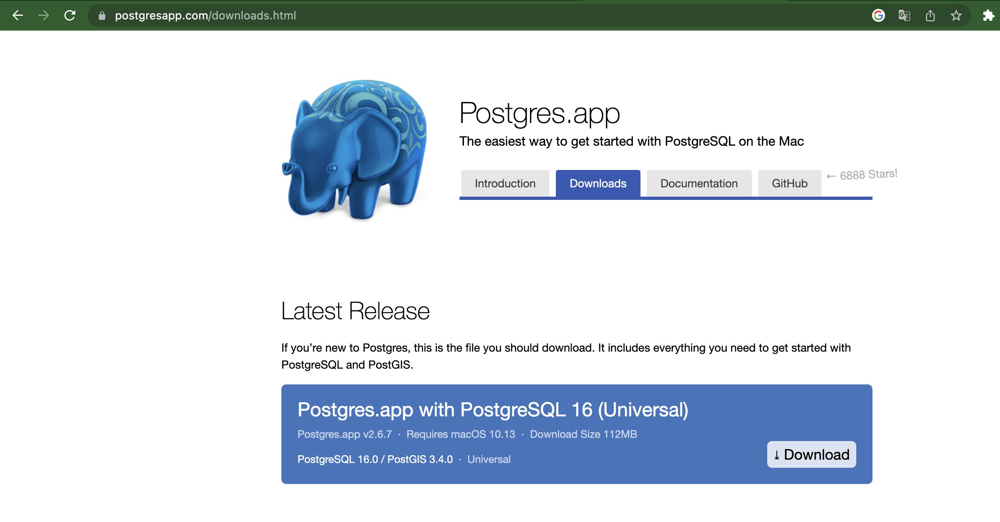 postgresapp.com/downloads.html
Postgres.app
The easiest way to get started with PostgreSQL on the Mac
Introduction
Downloads
Documentation
GitHub
← 6888 Stars!
Latest Release
If you’re new to Postgres, this is the file you should download. It includes everything you need to get started with
PostgreSQL and PostGIS.
Postgres.app with PostgreSQL 16 (Universal)
Postgres.app v2.6.7 · Requires macOS 10.13 · Download Size 112MB
PostgreSQL 16.0 / PostGIS 3.4.0 · Universal
⤓ Download